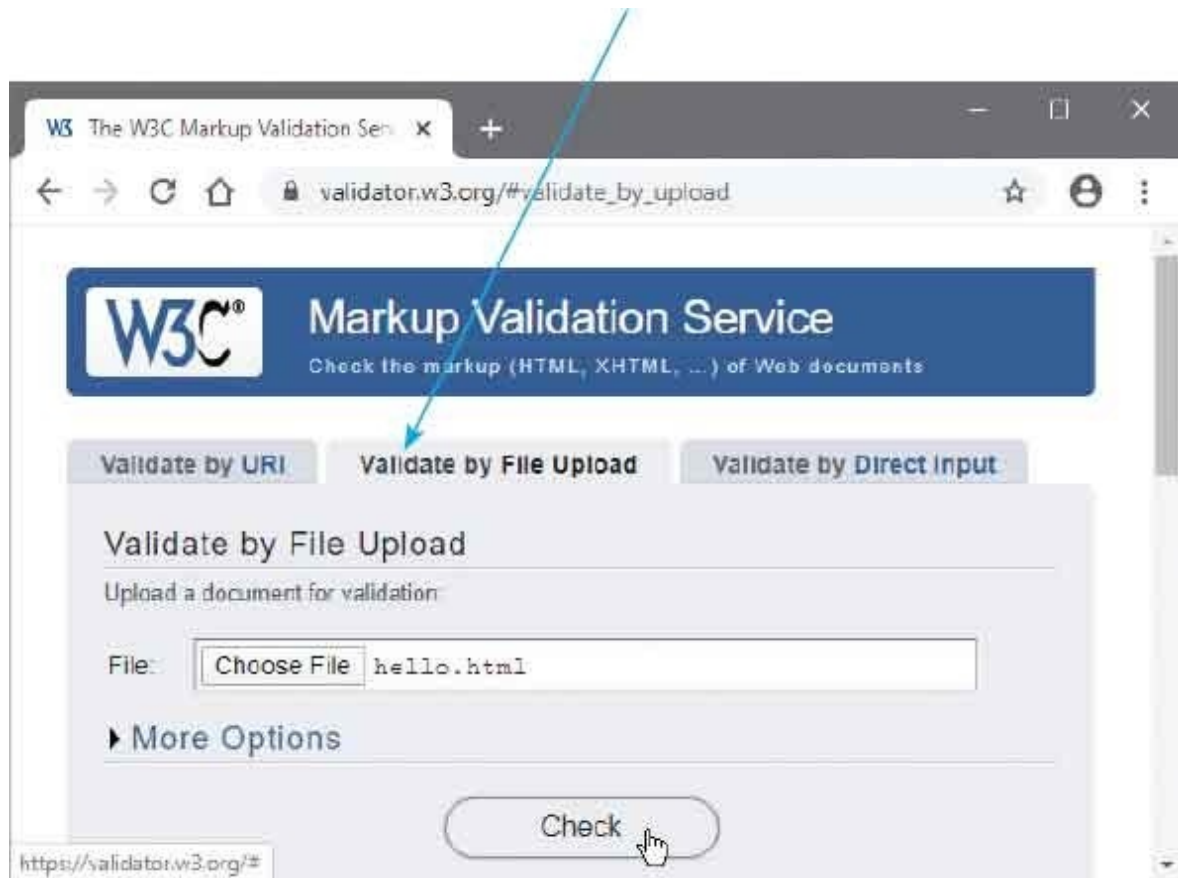 W3 The W3C Markup Validation Ser
validator.w3.org/#validate_by_upload
W3C® Markup Validation Service
Check the markup (HTML, XHTML, ...) of Web documents
Validate by URI Validate by File Upload Validate by Direct Input
Validate by File Upload
Upload a document for validation:
File: Choose File hello.html
More Options
Check
https://validator.w3.org/#